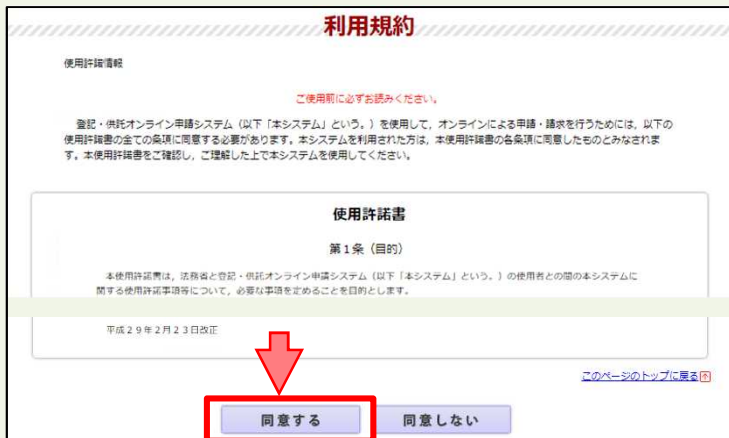 利用規約
使用許諾情報
ご使用前に必ずお読みください。
登記・供託オンライン申請システム（以下「本システム」という。）を使用して，オンラインによる申請・請求を行うためには，以下の
使用許諾書の全ての条項に同意する必要があります。本システムを利用された方は，本使用許諾書の各条項に同意したものとみなされま
す。本使用許諾書をご確認し，ご理解した上で本システムを使用してください。
使用許諾書
第1条（目的）
本使用許諾書は，法務省と登記・供託オンライン申請システム（以下「本システム」という。）の使用者との間の本システムに
関する使用許諾事項等について，必要な事項を定めることを目的とします。
平成２９年２月２３日改正
このページのトップに戻る
同意する
同意しない